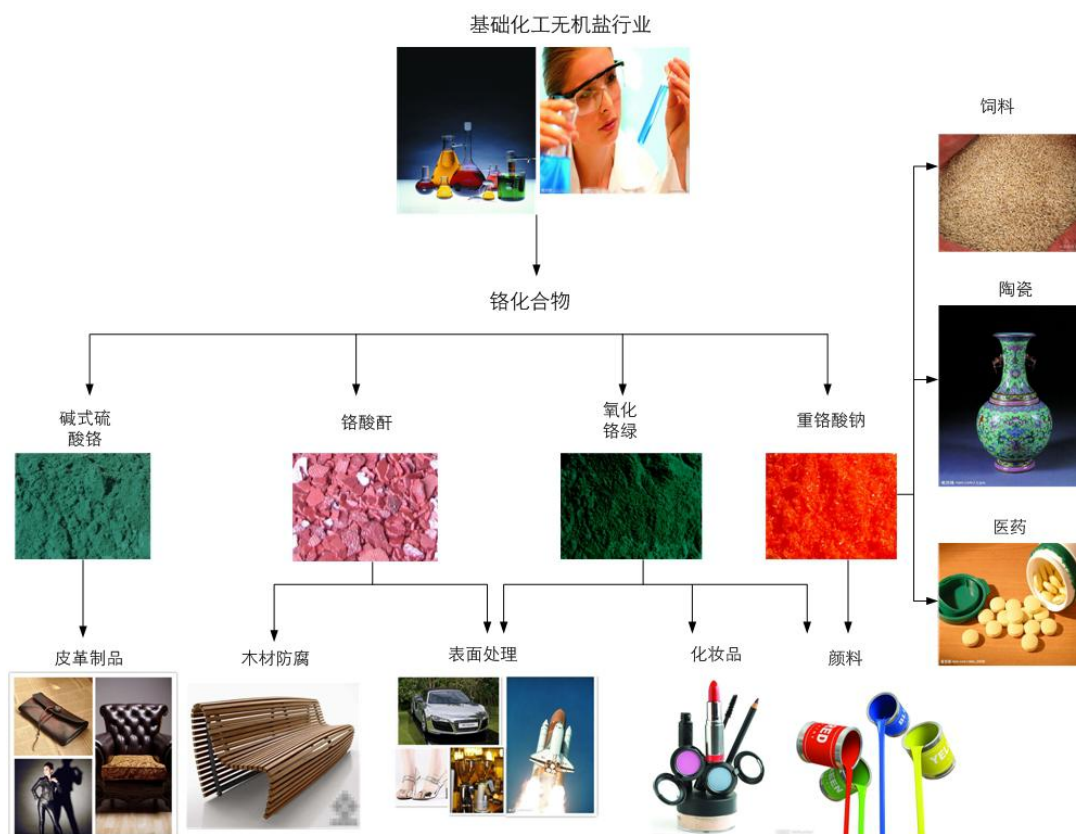 基础化工无机盐行业
饲料
铬化合物
陶瓷
碱式硫
酸铬
铬酸酐
氧化
铬绿
重铬酸钠
医药
皮革制品
木材防腐
表面处理
化妆品
颜料
RED